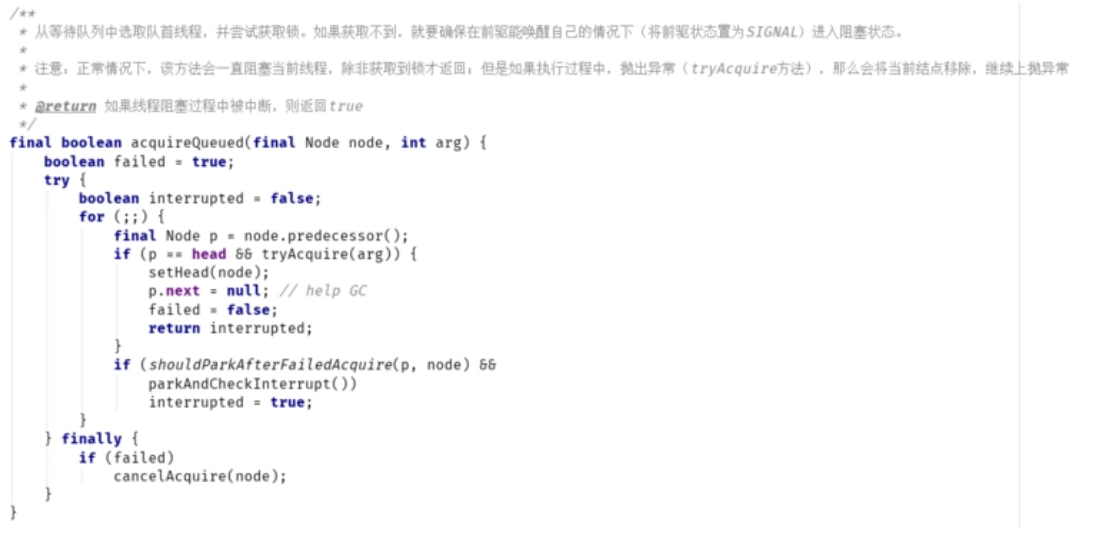 /**
 * 从等待队列中选取队首线程，并尝试获取锁。如果获取不到，就要确保在前驱能唤醒自己的情况下（将前驱状态置为SIGNAL）进入阻塞状态。
 *
 * 注意：正常情况下，该方法会一直阻塞当前线程，除非获取到锁才返回；但是如果执行过程中，抛出异常（tryAcquire方法），那么会将当前结点移除，继续上抛异常
 *
 * @return 如果线程阻塞过程中被中断，则返回true
 */
final boolean acquireQueued(final Node node, int arg) {
    boolean failed = true;
    try {
        boolean interrupted = false;
        for (;;) {
            final Node p = node.predecessor();
            if (p == head && tryAcquire(arg)) {
                setHead(node);
                p.next = null; // help GC
                failed = false;
                return interrupted;
            }
            if (shouldParkAfterFailedAcquire(p, node) &&
                parkAndCheckInterrupt())
                interrupted = true;
        }
    } finally {
        if (failed)
            cancelAcquire(node);
    }
}